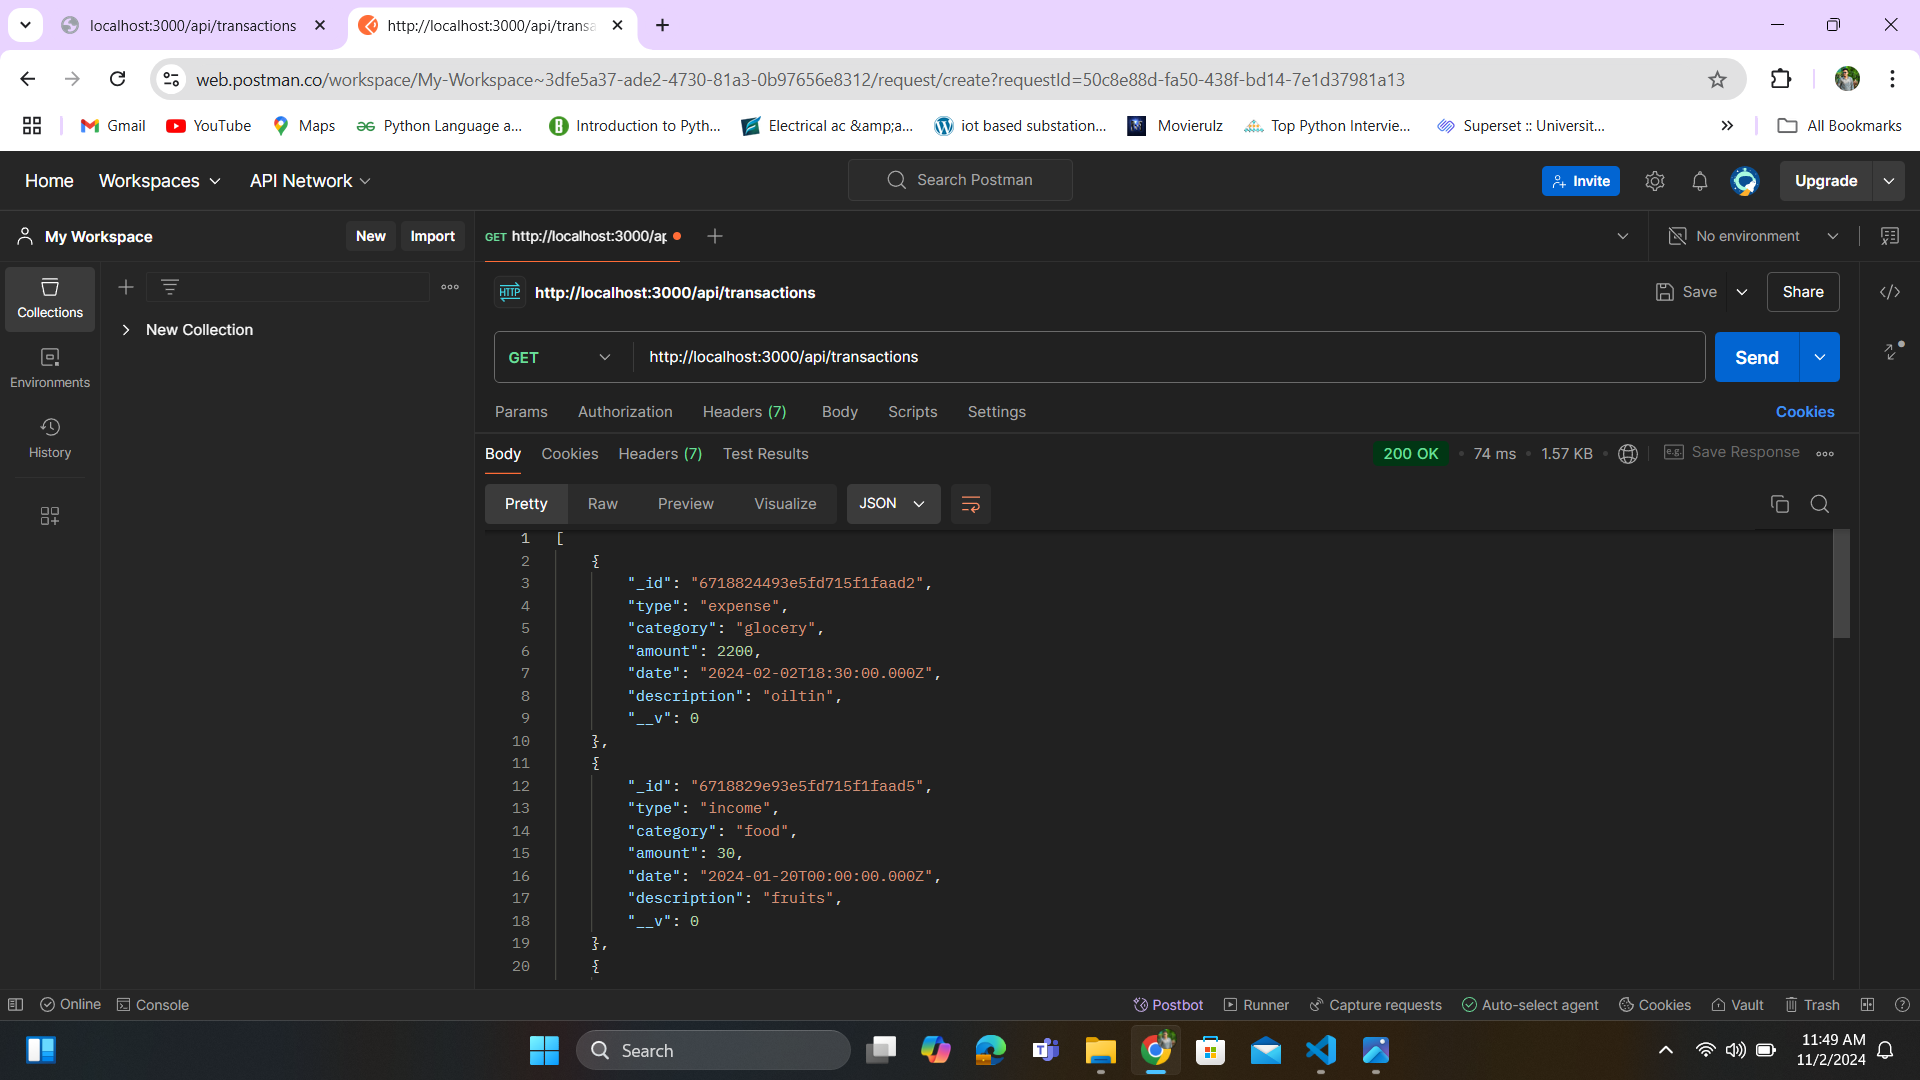 localhost:3000/api/transactions
http://localhost:3000/api/transa
web.postman.co/workspace/My-Workspace~3dfe5a37-ade2-4730-81a3-0b97656e8312/request/create?requestId=50c8e88d-fa50-438f-bd14-7e1d37981a13
Gmail YouTube Maps Python Language a... Introduction to Pyth... Electrical ac &amp;a... iot based substation... Movierulz Top Python Intervie... Superset :: Universit... All Bookmarks
Home Workspaces API Network Search Postman Invite Upgrade
My Workspace New Import GET http://localhost:3000/ap No environment
Collections
New Collection
Environments
History
HTTP http://localhost:3000/api/transactions Save Share
GET http://localhost:3000/api/transactions Send
Params Authorization Headers (7) Body Scripts Settings Cookies
Body Cookies Headers (7) Test Results 200 OK 74 ms 1.57 KB e.g. Save Response
Pretty Raw Preview Visualize JSON
1 [
2 {
3 "_id": "6718824493e5fd715f1faad2",
4 "type": "expense",
5 "category": "glocery",
6 "amount": 2200,
7 "date": "2024-02-02T18:30:00.000Z",
8 "description": "oiltin",
9 "__v": 0
10 },
11 {
12 "_id": "6718829e93e5fd715f1faad5",
13 "type": "income",
14 "category": "food",
15 "amount": 30,
16 "date": "2024-01-20T00:00:00.000Z",
17 "description": "fruits",
18 "__v": 0
19 },
20 {
Online Console Postbot Runner Capture requests Auto-select agent Cookies Vault Trash
Search
11:49 AM
11/2/2024